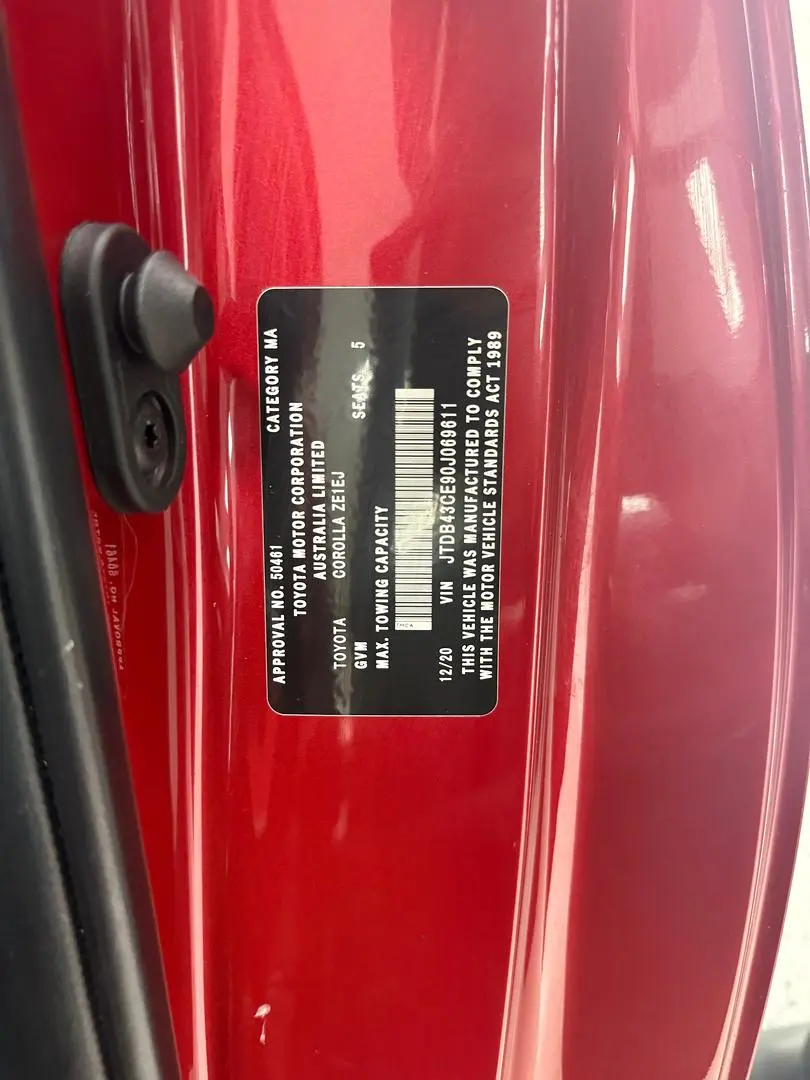 APPROVAL NO. 50461 CATEGORY MA
TOYOTA MOTOR CORPORATION
AUSTRALIA LIMITED
TOYOTA COROLLA ZE1EJ
GVM SEATS 5
MAX. TOWING CAPACITY
TMCA
12/20 VIN JTDB43CE90J069611
THIS VEHICLE WAS MANUFACTURED TO COMPLY
WITH THE MOTOR VEHICLE STANDARDS ACT 1989